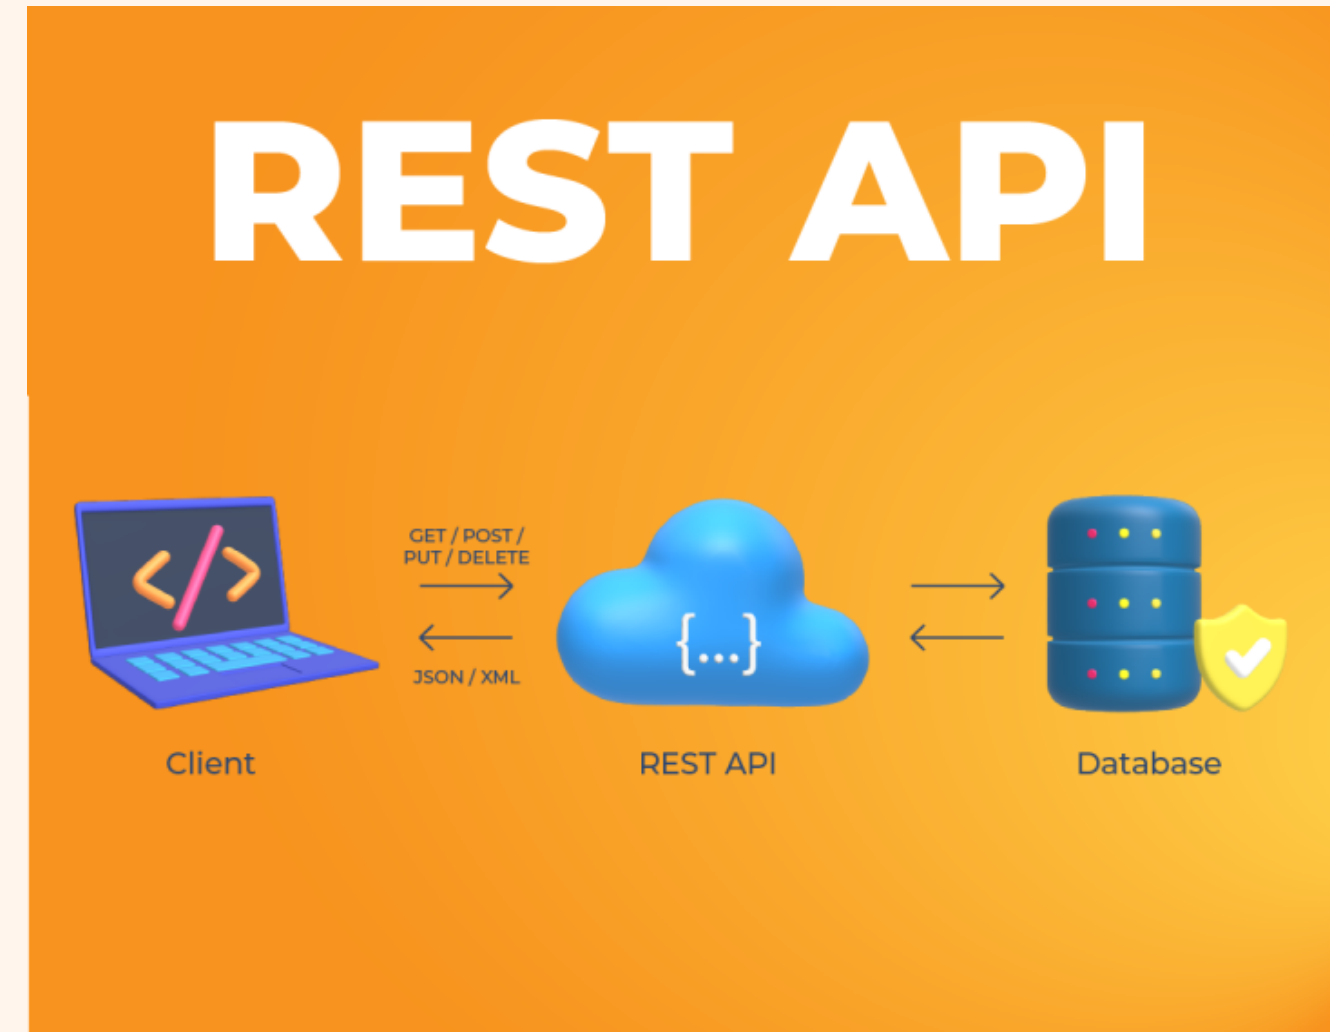 REST API
GET / POST /
PUT / DELETE
JSON / XML
</>
{...}
Client
REST API
Database